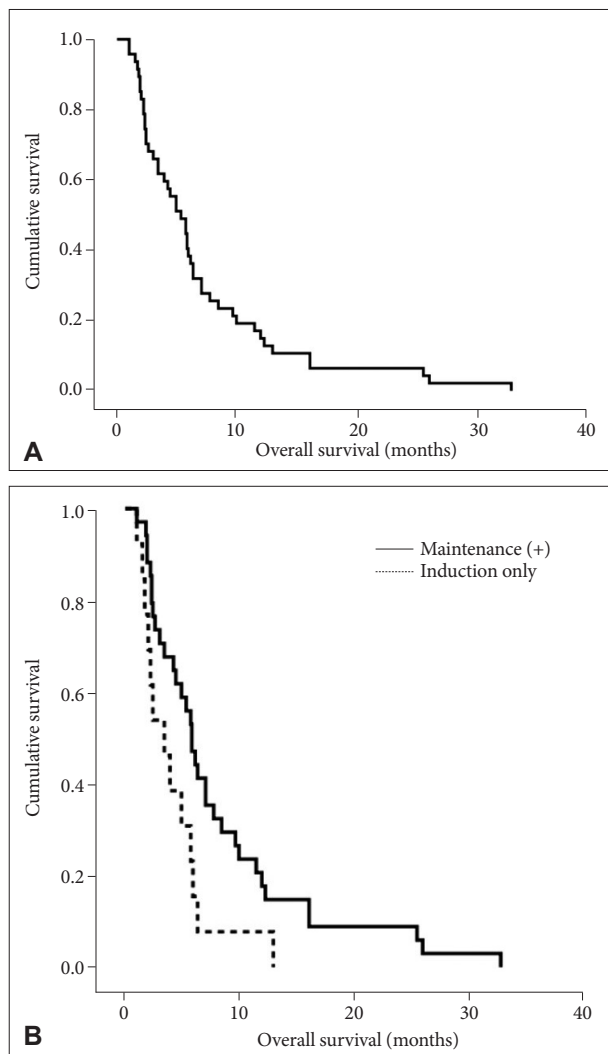 1.0
0.8
0.6
0.4
0.2
0.0
Cumulative survival
0 10 20 30 40
Overall survival (months)
A
1.0
0.8
0.6
0.4
0.2
0.0
Cumulative survival
Maintenance (+)
Induction only
0 10 20 30 40
Overall survival (months)
B